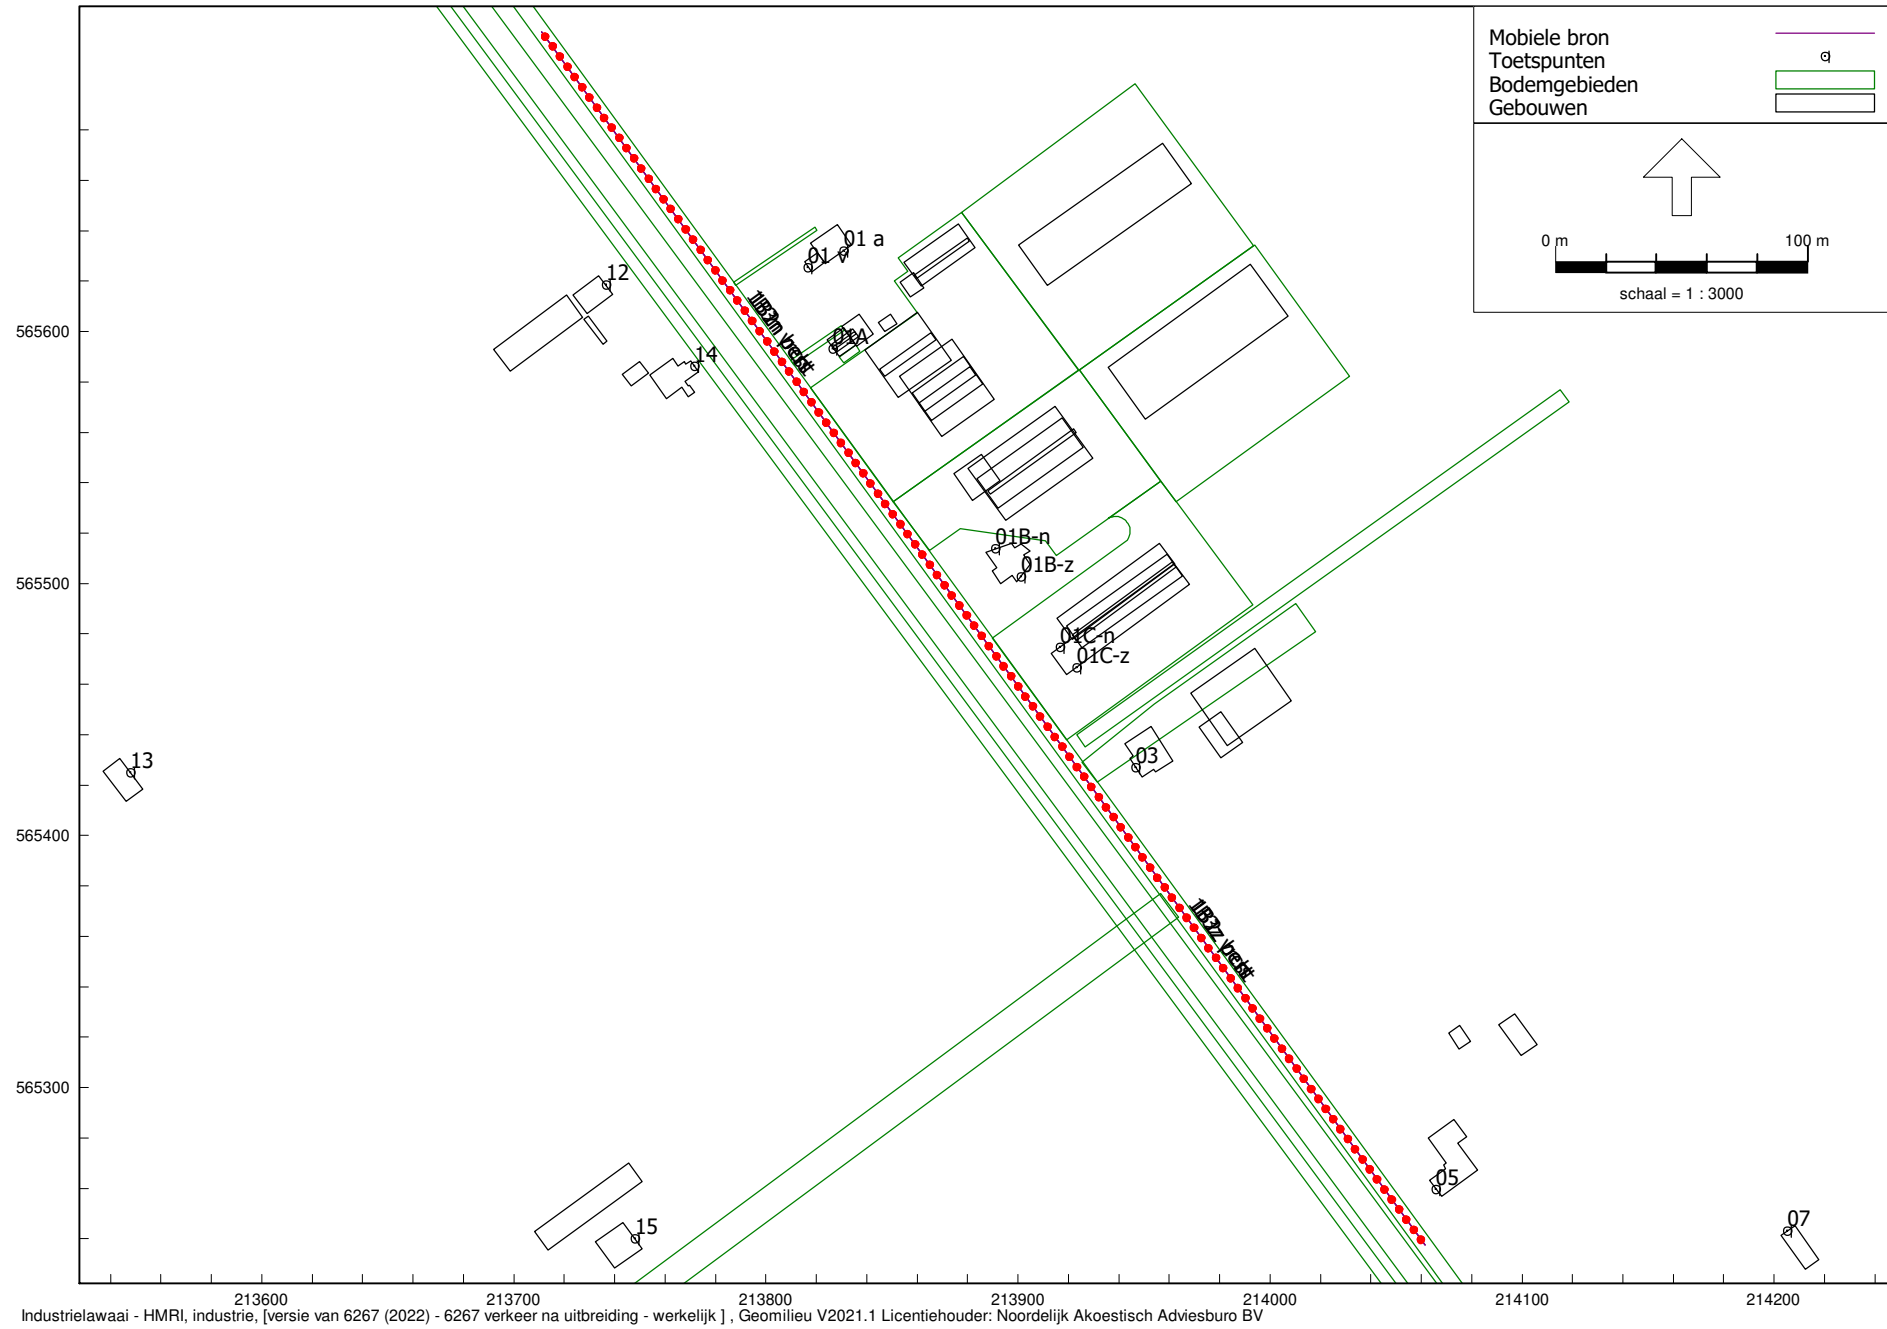 Mobiele bron
Toetspunten
Bodemgebieden
Gebouwen
0 m
100 m
schaal = 1 : 3000
01 a
01 v
12
01A
14
565600
01B-n
565500
01B-z
01C-n
01C-z
03
13
565400
565300
05
07
15
213600
213700
213800
213900
214000
214100
214200
Industrielawaai - HMRI, industrie, [versie van 6267 (2022) - 6267 verkeer na uitbreiding - werkelijk ] , Geomilieu V2021.1 Licentiehouder: Noordelijk Akoestisch Adviesburo BV